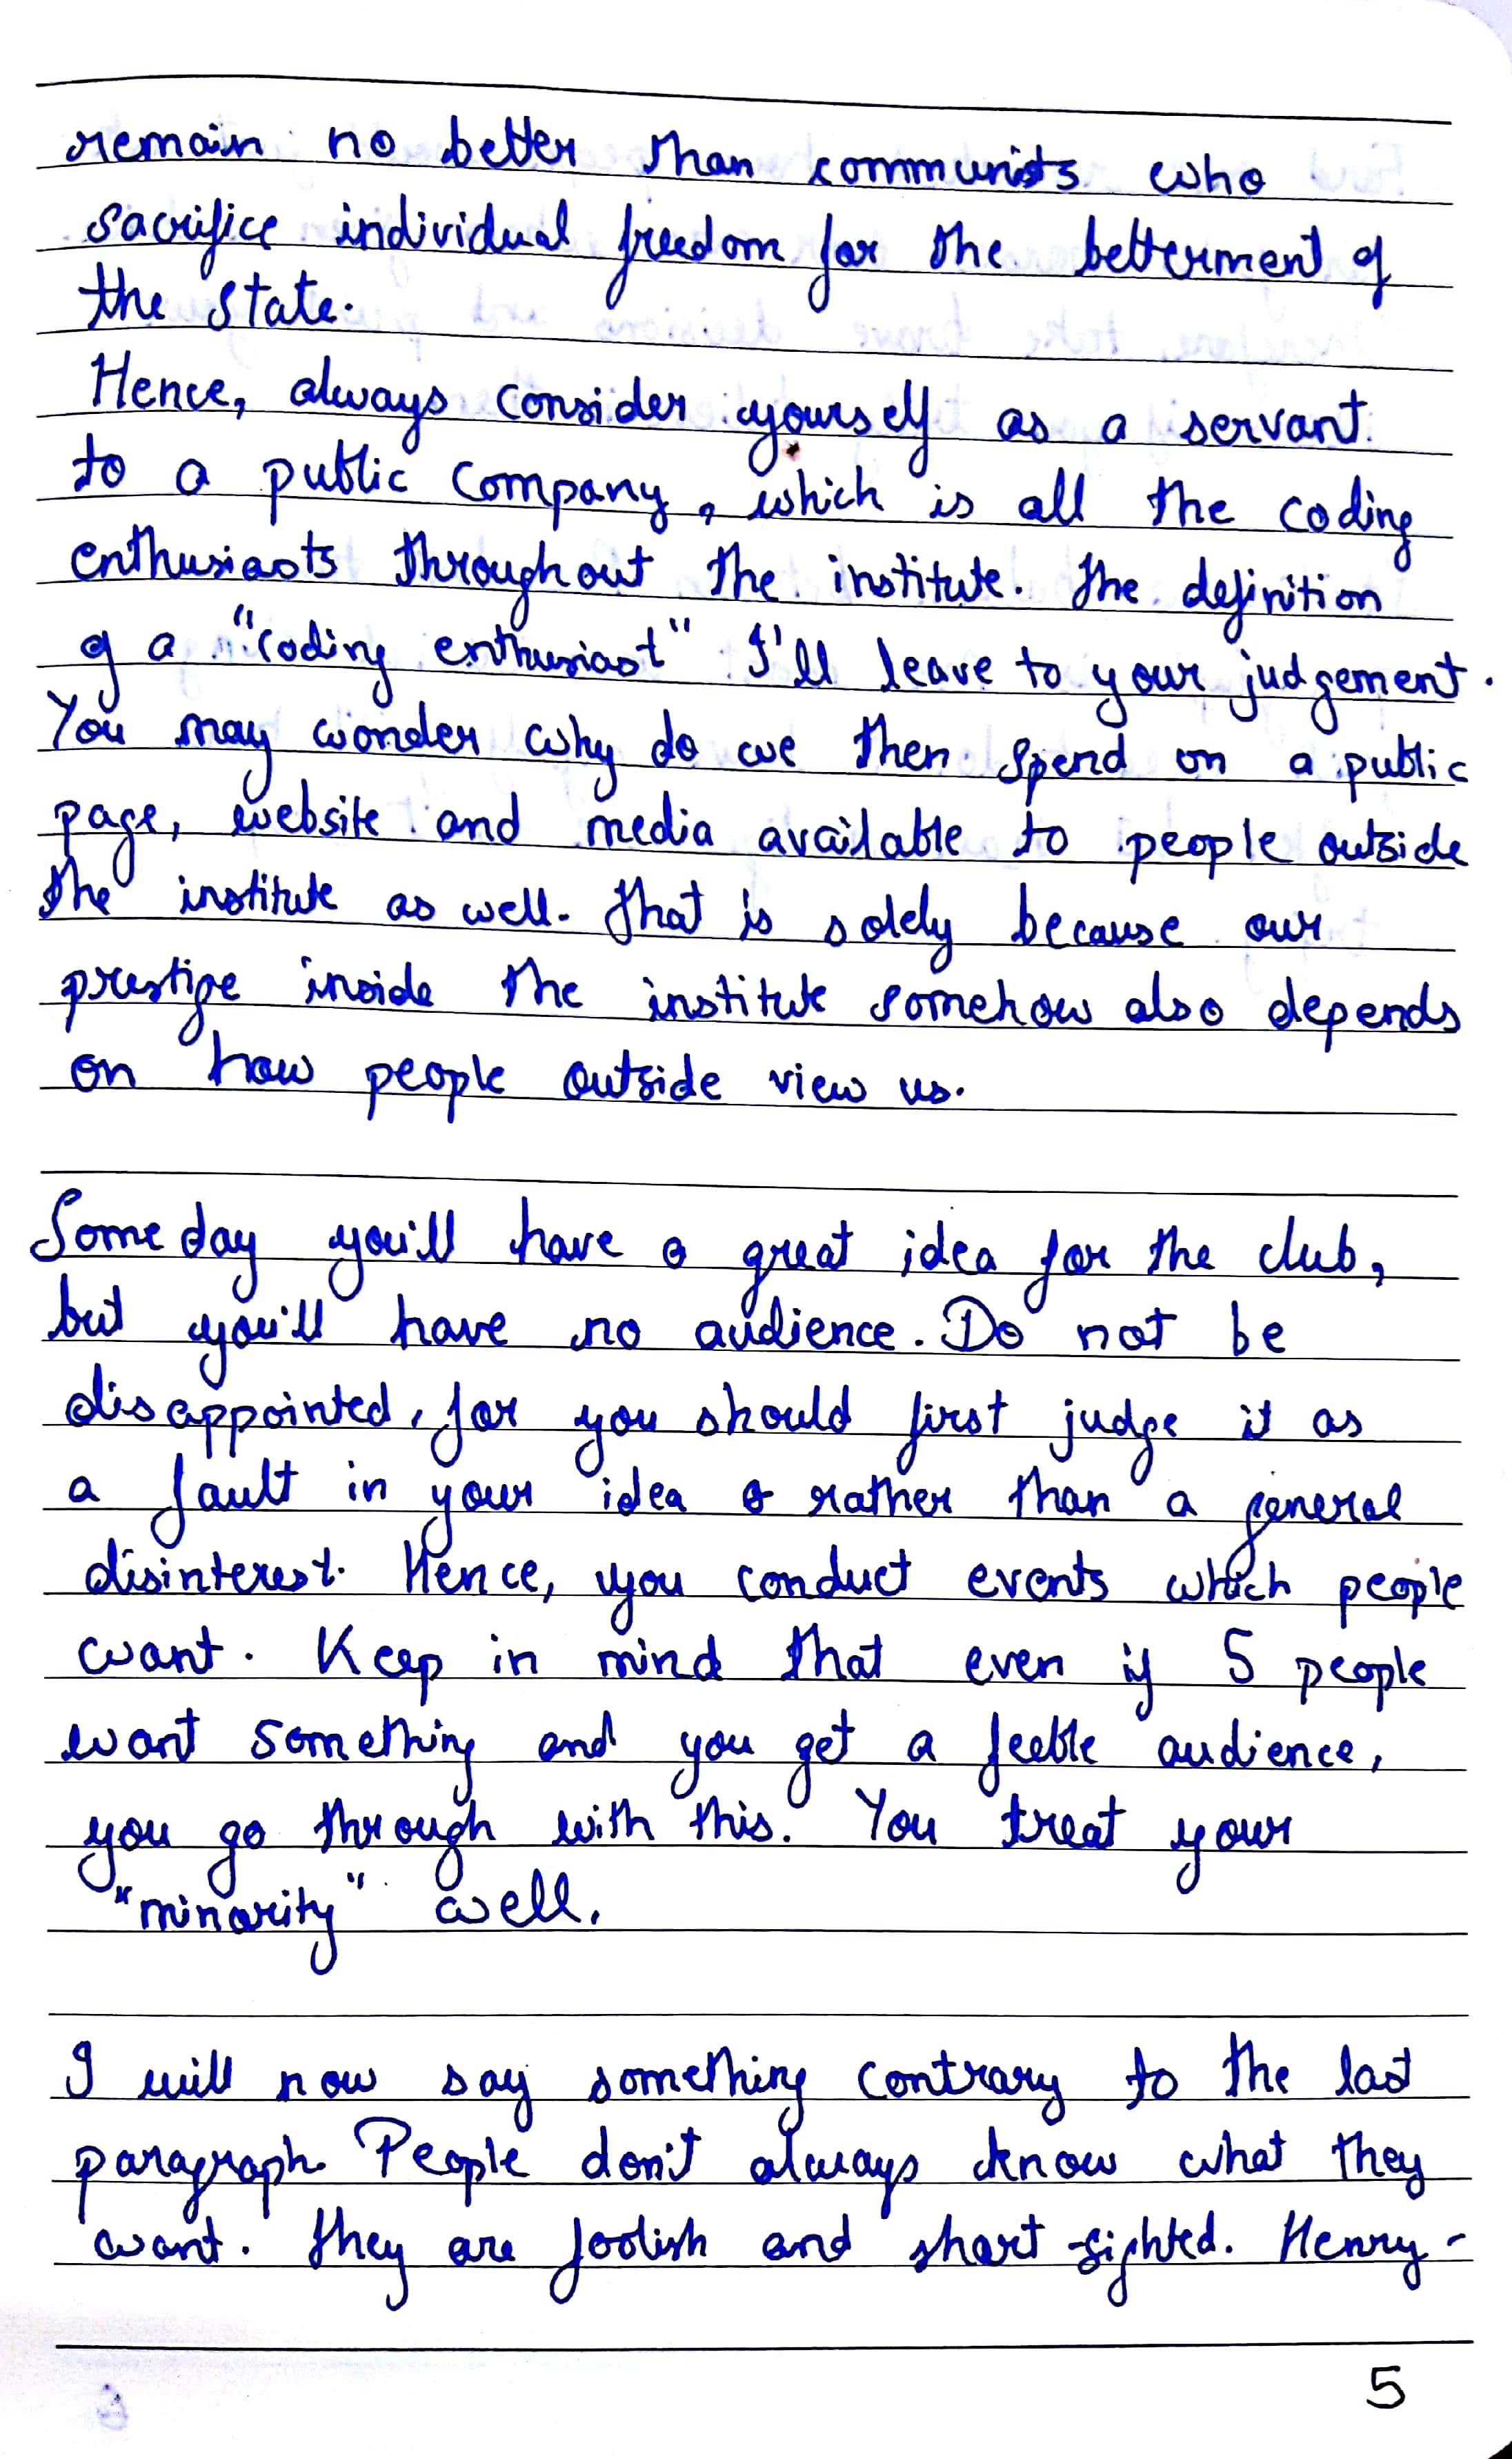 remain no better than communists who
sacrifice individual freedom for the betterment of
the state.
Hence, always consider yourself as a servant
to a public company, which is all the coding
enthusiasts throughout the institute. The definition
of a "coding enthusiast" I'll leave to your judgement.
You may wonder why do we then spend on a public
page, website and media available to people outside
the institute as well. That is solely because our
prestige inside the institute somehow also depends
on how people outside view us.
Some day you'll have a great idea for the club,
but you'll have no audience. Do not be
disappointed, for you should first judge it as
a fault in your idea rather than a general
disinterest. Hence, you conduct events which people
want. Keep in mind that even if 5 people
want something and you get a feeble audience,
you go through with this. You treat your
"minority" well.
I will now say something contrary to the last
paragraph. People don't always know what they
want. They are foolish and short-sighted. Henry-
5